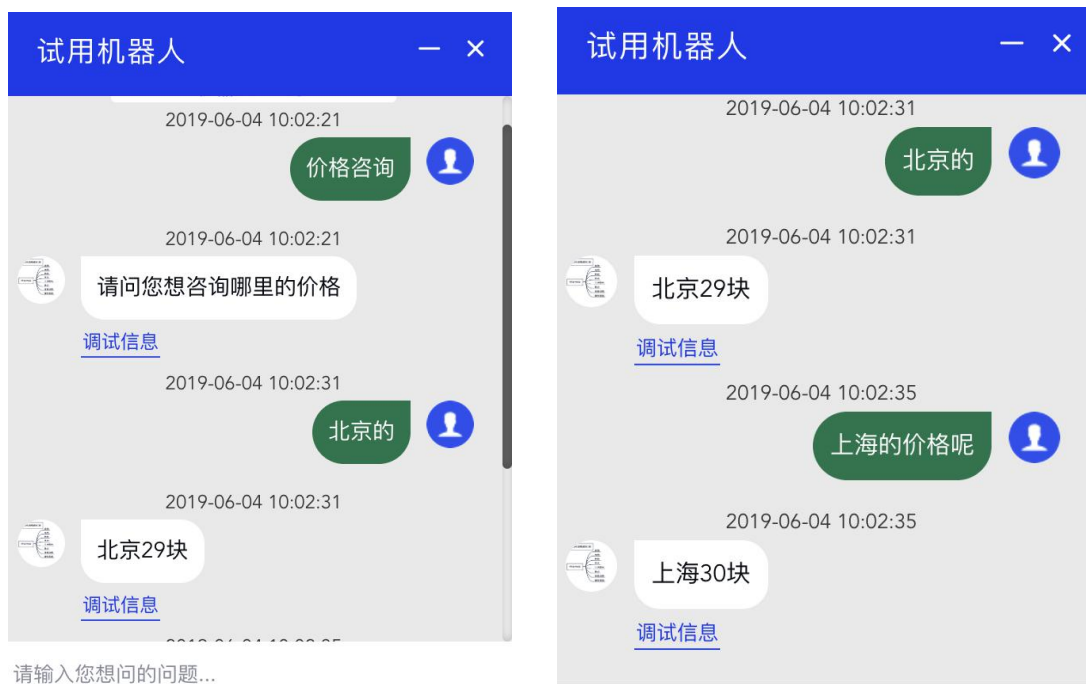 试用机器人
2019-06-04 10:02:21
价格咨询
2019-06-04 10:02:21
请问您想咨询哪里的价格
调试信息
2019-06-04 10:02:31
北京的
2019-06-04 10:02:31
北京29块
调试信息
请输入您想问的问题...
试用机器人
2019-06-04 10:02:31
北京的
2019-06-04 10:02:31
北京29块
调试信息
2019-06-04 10:02:35
上海的价格呢
2019-06-04 10:02:35
上海30块
调试信息